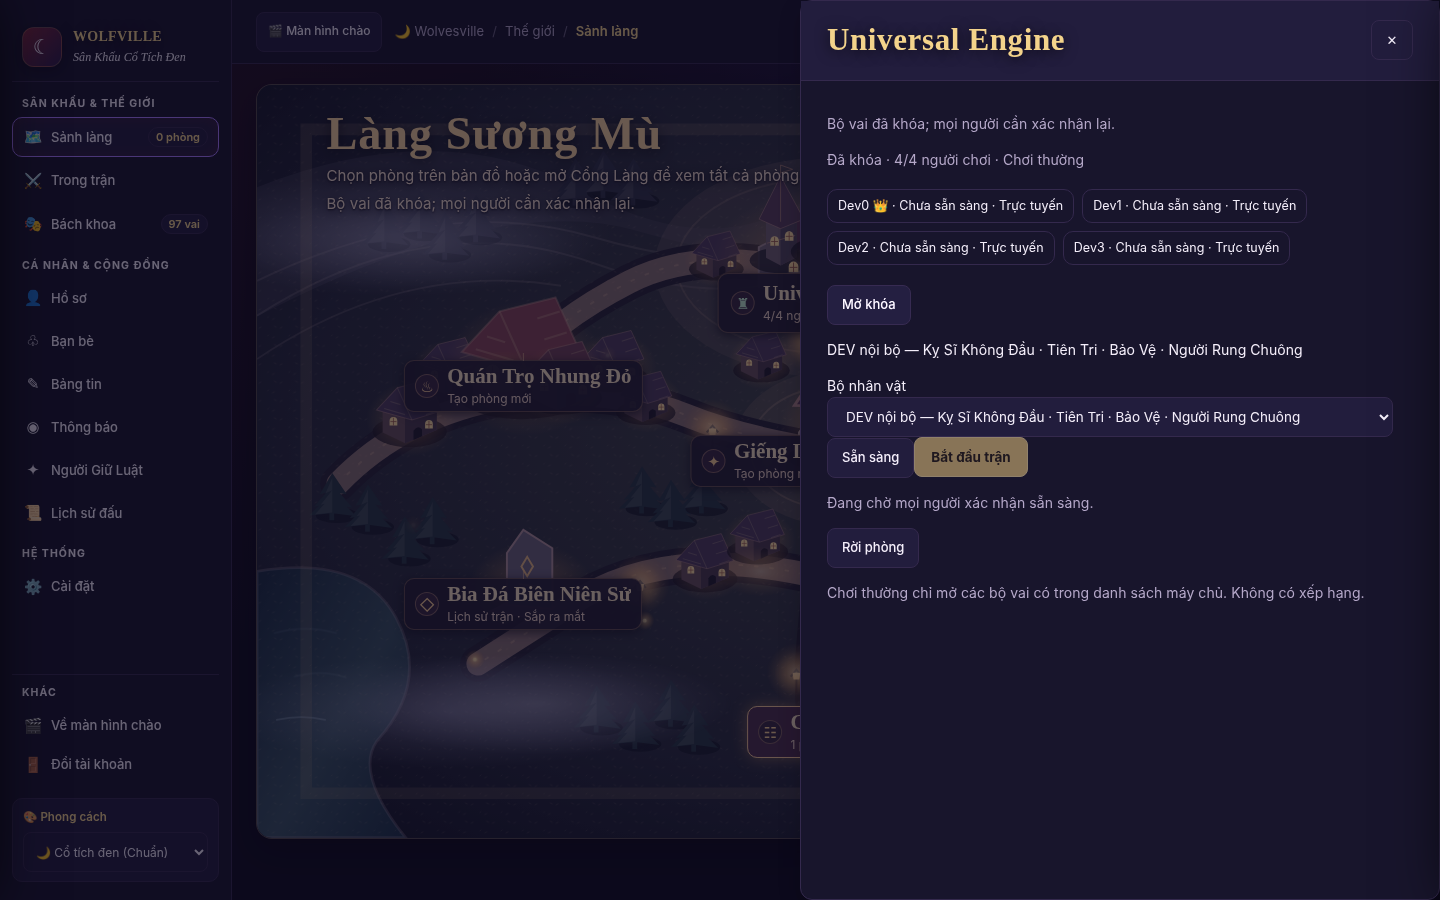 WOLFVILLE
Sân Khấu Cổ Tích Đen
SÂN KHẤU & THẾ GIỚI
🗺️ Sảnh làng 0 phòng
⚔️ Trong trận
🎭 Bách khoa 97 vai
CÁ NHÂN & CỘNG ĐỒNG
👤 Hồ sơ
♧ Bạn bè
✎ Bảng tin
◉ Thông báo
✦ Người Giữ Luật
📜 Lịch sử đấu
HỆ THỐNG
⚙️ Cài đặt
KHÁC
🎬 Về màn hình chào
🚪 Đổi tài khoản
🎨 Phong cách
🌙 Cổ tích đen (Chuẩn)
🎬 Màn hình chào 🌙 Wolvesville / Thế giới / Sảnh làng
Làng Sương Mù
Chọn phòng trên bản đồ hoặc mở Cổng Làng để xem tất cả phòng
Bộ vai đã khóa; mọi người cần xác nhận lại.
Quán Trọ Nhung Đỏ
Tạo phòng mới
Bia Đá Biên Niên Sử
Lịch sử trận · Sắp ra mắt
Giếng
Tạo phòng
4/4
Universal Engine
×
Bộ vai đã khóa; mọi người cần xác nhận lại.
Đã khóa · 4/4 người chơi · Chơi thường
Dev0 👑 · Chưa sẵn sàng · Trực tuyến
Dev1 · Chưa sẵn sàng · Trực tuyến
Dev2 · Chưa sẵn sàng · Trực tuyến
Dev3 · Chưa sẵn sàng · Trực tuyến
Mở khóa
DEV nội bộ — Kỵ Sĩ Không Đầu · Tiên Tri · Bảo Vệ · Người Rung Chuông
Bộ nhân vật
DEV nội bộ — Kỵ Sĩ Không Đầu · Tiên Tri · Bảo Vệ · Người Rung Chuông
Sẵn sàng Bắt đầu trận
Đang chờ mọi người xác nhận sẵn sàng.
Rời phòng
Chơi thường chỉ mở các bộ vai có trong danh sách máy chủ. Không có xếp hạng.